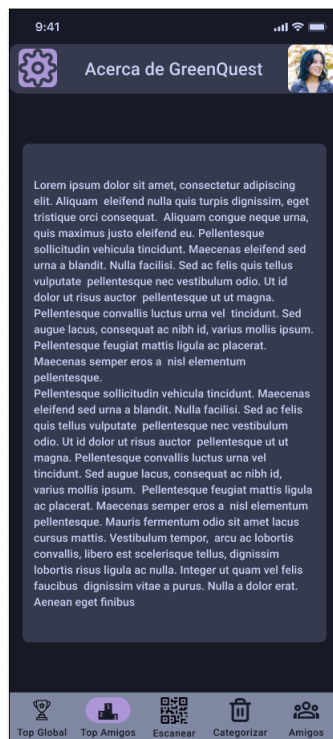 9:41
Acerca de GreenQuest
Lorem ipsum dolor sit amet, consectetur adipiscing
elit. Aliquam  eleifend nulla quis turpis dignissim, eget
tristique orci consequat.  Aliquam congue neque urna,
quis maximus justo eleifend eu. Pellentesque
sollicitudin vehicula tincidunt. Maecenas eleifend sed
urna a blandit. Nulla facilisi. Sed ac felis quis tellus
vulputate  pellentesque nec vestibulum odio. Ut id
dolor ut risus auctor  pellentesque ut ut magna.
Pellentesque convallis luctus urna vel  tincidunt. Sed
augue lacus, consequat ac nibh id, varius mollis ipsum.
Pellentesque feugiat mattis ligula ac placerat.
Maecenas semper eros a  nisl elementum
pellentesque.
Pellentesque sollicitudin vehicula tincidunt. Maecenas
eleifend sed urna a blandit. Nulla facilisi. Sed ac felis
quis tellus vulputate  pellentesque nec vestibulum
odio. Ut id dolor ut risus auctor  pellentesque ut ut
magna. Pellentesque convallis luctus urna vel
tincidunt. Sed augue lacus, consequat ac nibh id,
varius mollis ipsum.  Pellentesque feugiat mattis ligula
ac placerat. Maecenas semper eros a  nisl elementum
pellentesque. Mauris fermentum odio sit amet lacus
cursus mattis. Vestibulum tempor,  arcu ac lobortis
convallis, libero est scelerisque tellus, dignissim
lobortis risus ligula ac nulla. Integer ut quam vel felis
faucibus  dignissim vitae a purus. Nulla a dolor erat.
Aenean eget finibus
Top Global Top Amigos Escanear Categorizar Amigos